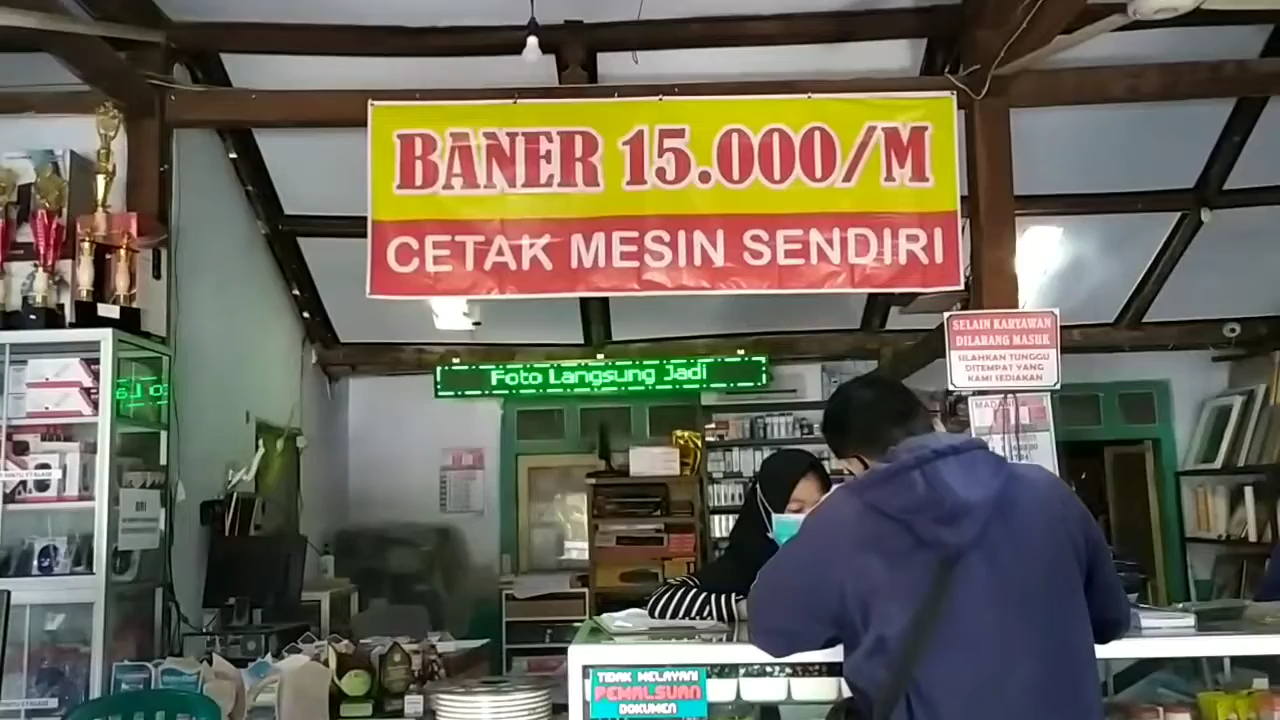 BANER 15.000/M
CETAK MESIN SENDIRI
Foto Langsung Jadi
SELAIN KARYAWAN
DILARANG MASUK
SILAHKAN TUNGGU
DITEMPAT YANG
KAMI SEDIAKAN
TIDAK MELAYANI
PEMALSUAN
DOKUMEN